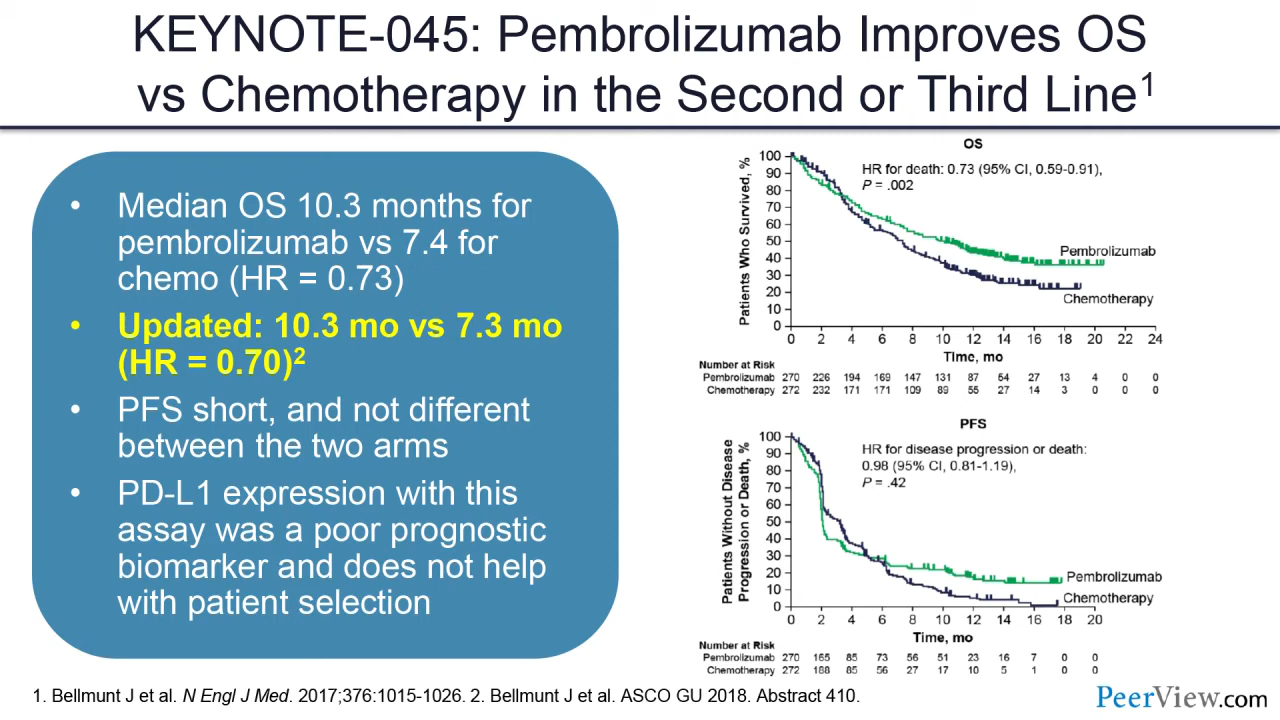 KEYNOTE-045: Pembrolizumab Improves OS
vs Chemotherapy in the Second or Third Line1
• Median OS 10.3 months for
pembrolizumab vs 7.4 for
chemo (HR = 0.73)
• Updated: 10.3 mo vs 7.3 mo
(HR = 0.70)2
• PFS short, and not different
between the two arms
• PD-L1 expression with this
assay was a poor prognostic
biomarker and does not help
with patient selection
OS
Patients Who Survived, %
100
90
80
70
60
50
40
30
20
10
0
HR for death: 0.73 (95% CI, 0.59-0.91),
P = .002
Pembrolizumab
Chemotherapy
0 2 4 6 8 10 12 14 16 18 20 22 24
Time, mo
Number at Risk
Pembrolizumab 270 226 194 169 147 131 87 54 27 13 4 0 0
Chemotherapy 272 232 171 171 109 89 55 27 14 3 0 0 0
PFS
Patients Without Disease
Progression or Death, %
100
90
80
70
60
50
40
30
20
10
0
HR for disease progression or death:
0.98 (95% CI, 0.81-1.19),
P = .42
Pembrolizumab
Chemotherapy
0 2 4 6 8 10 12 14 16 18 20
Time, mo
Number at Risk
Pembrolizumab 270 165 85 73 56 51 23 16 7 0 0
Chemotherapy 272 188 85 56 27 17 10 5 1 0 0
1. Bellmunt J et al. N Engl J Med. 2017;376:1015-1026. 2. Bellmunt J et al. ASCO GU 2018. Abstract 410.
PeerView.com